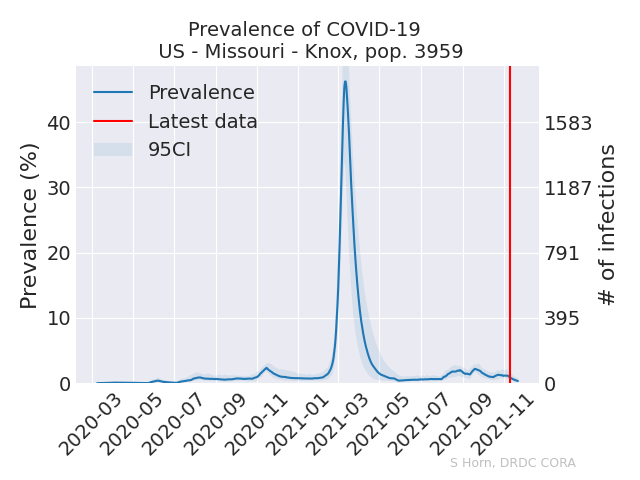 Prevalence of COVID-19
US - Missouri - Knox, pop. 3959
Prevalence
Latest data
95CI
Prevalence (%)
40
30
20
10
0
1583
1187
791
395
0
# of infections
2020-03
2020-05
2020-07
2020-09
2020-11
2021-01
2021-03
2021-05
2021-07
2021-09
2021-11
S Horn, DRDC CORA